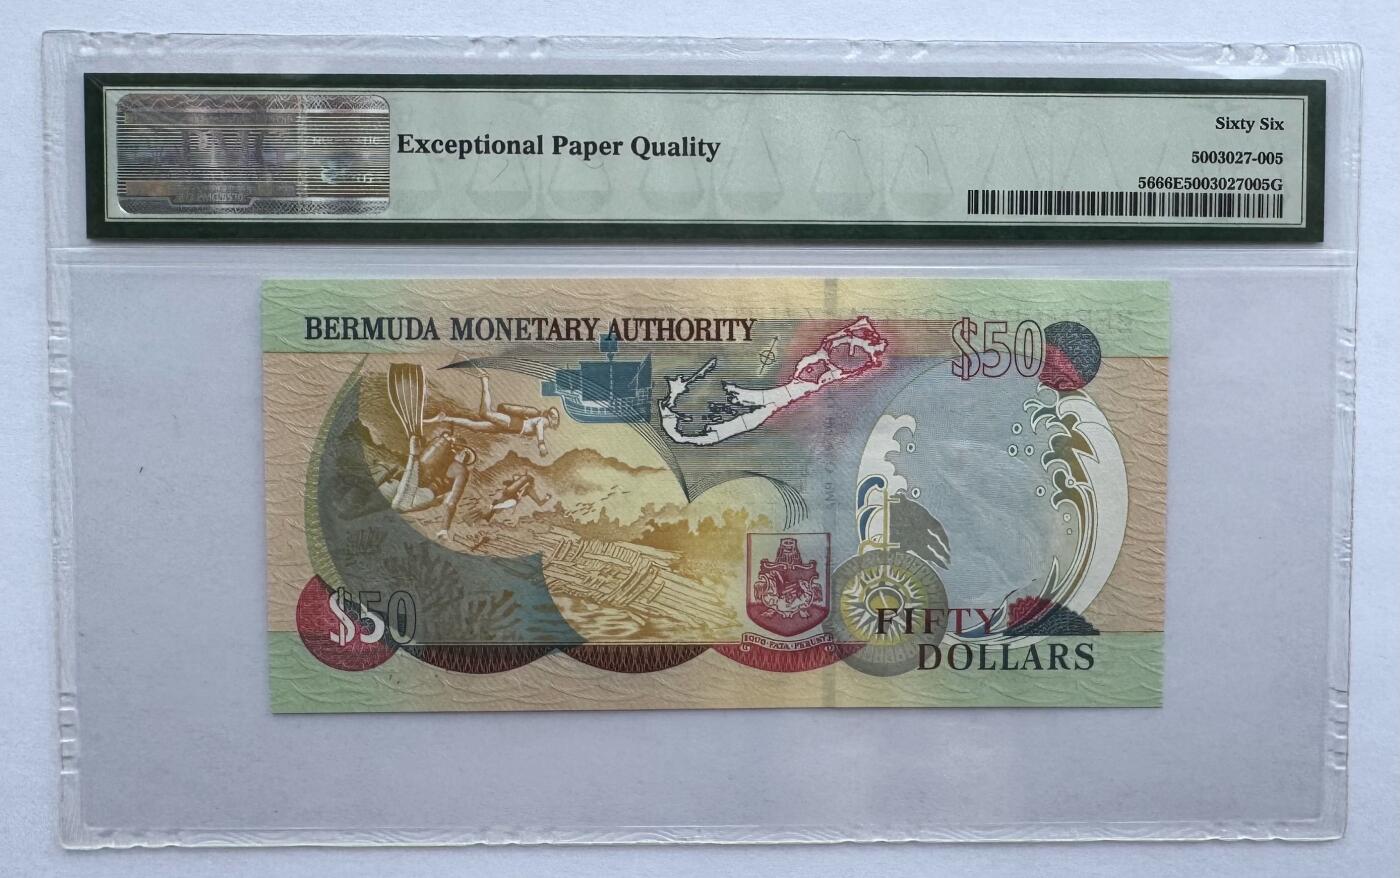 Exceptional Paper Quality
Sixty Six
5003027-005
5666E5003027005G
BERMUDA MONETARY AUTHORITY
$50
$50
QUO FATA FERUNT
FIFTY
DOLLARS